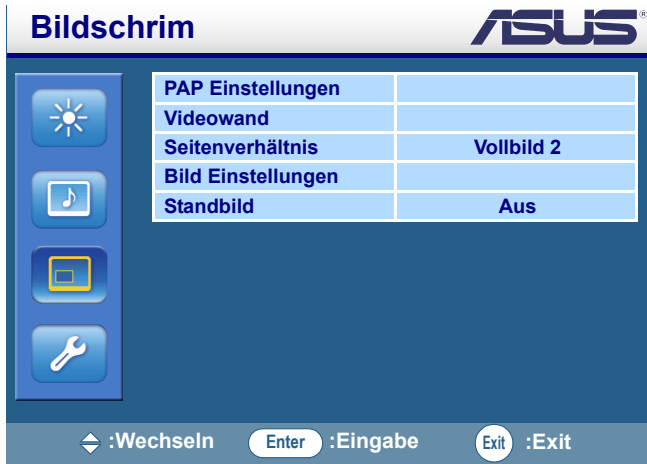 Bildschrim
ASUS®
PAP Einstellungen
Videowand
Seitenverhältnis Vollbild 2
Bild Einstellungen
Standbild Aus
:Wechseln Enter :Eingabe Exit :Exit